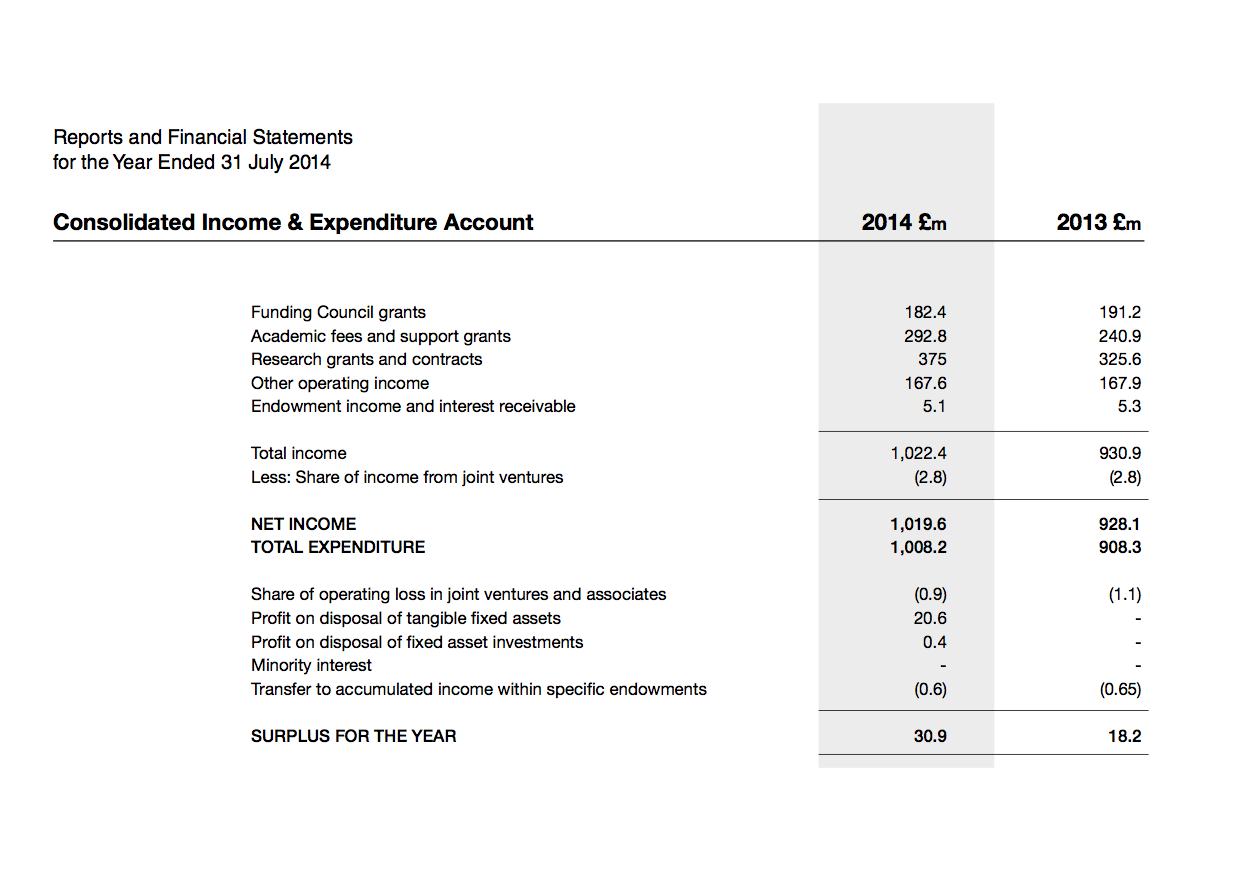 Reports and Financial Statements
for the Year Ended 31 July 2014
Consolidated Income & Expenditure Account 2014 £m 2013 £m
Funding Council grants 182.4 191.2
Academic fees and support grants 292.8 240.9
Research grants and contracts 375 325.6
Other operating income 167.6 167.9
Endowment income and interest receivable 5.1 5.3
Total income 1,022.4 930.9
Less: Share of income from joint ventures (2.8) (2.8)
NET INCOME 1,019.6 928.1
TOTAL EXPENDITURE 1,008.2 908.3
Share of operating loss in joint ventures and associates (0.9) (1.1)
Profit on disposal of tangible fixed assets 20.6 -
Profit on disposal of fixed asset investments 0.4 -
Minority interest - -
Transfer to accumulated income within specific endowments (0.6) (0.65)
SURPLUS FOR THE YEAR 30.9 18.2